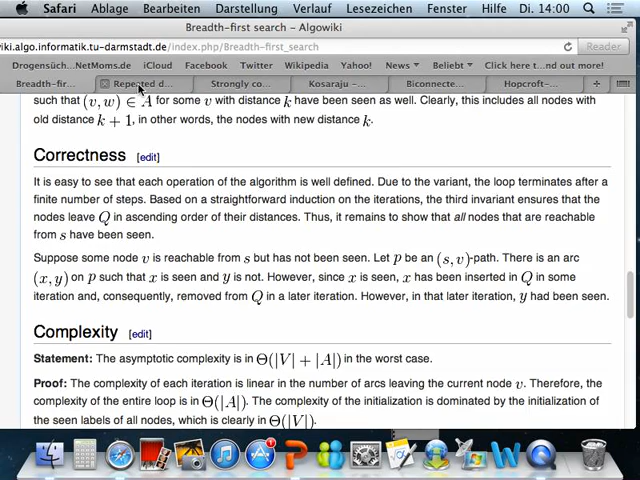 Safari Ablage Bearbeiten Darstellung Verlauf Lesezeichen Fenster Hilfe Di. 14:00
Breadth-first search - Algowiki
iki.algo.informatik.tu-darmstadt.de/index.php/Breadth-first_search Reader
Drogensüch...NetMoms.de iCloud Facebook Twitter Wikipedia Yahoo! News Beliebt Click here t...nd out more!
Breadth-fir... Repeated d... Strongly co... Kosaraju -... Biconnecte... Hopcroft-...
such that (v, w) ∈ A for some v with distance k have been seen as well. Clearly, this includes all nodes with
old distance k + 1, in other words, the nodes with new distance k.
Correctness [edit]
It is easy to see that each operation of the algorithm is well defined. Due to the variant, the loop terminates after a
finite number of steps. Based on a straightforward induction on the iterations, the third invariant ensures that the
nodes leave Q in ascending order of their distances. Thus, it remains to show that all nodes that are reachable
from s have been seen.
Suppose some node v is reachable from s but has not been seen. Let p be an (s, v)-path. There is an arc
(x, y) on p such that x is seen and y is not. However, since x is seen, x has been inserted in Q in some
iteration and, consequently, removed from Q in a later iteration. However, in that later iteration, y had been seen.
Complexity [edit]
Statement: The asymptotic complexity is in Θ(|V| + |A|) in the worst case.
Proof: The complexity of each iteration is linear in the number of arcs leaving the current node v. Therefore, the
complexity of the entire loop is in Θ(|A|). The complexity of the initialization is dominated by the initialization of
the seen labels of all nodes, which is clearly in Θ(|V|).